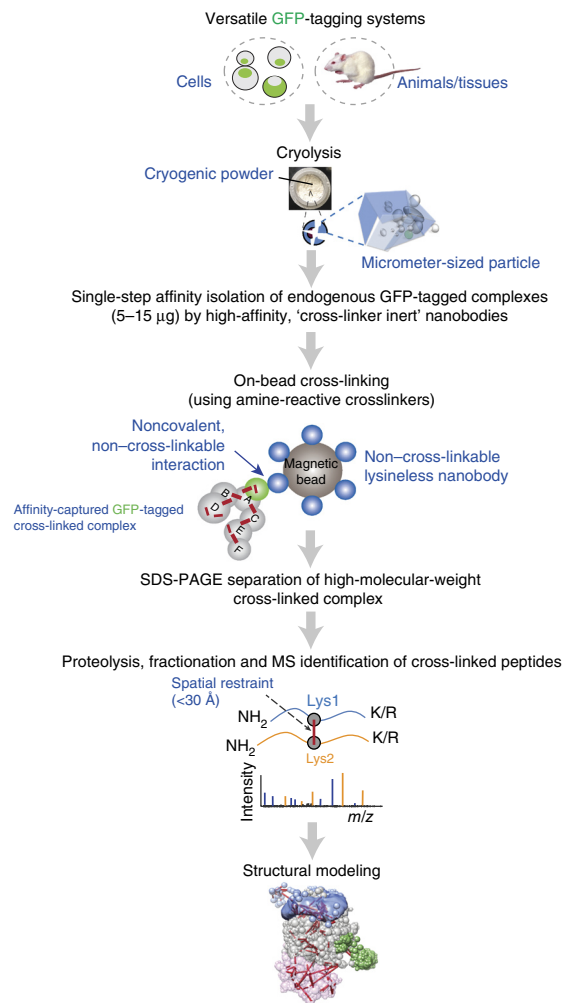 Versatile GFP-tagging systems
Cells
Animals/tissues
Cryolysis
Cryogenic powder
Micrometer-sized particle
Single-step affinity isolation of endogenous GFP-tagged complexes
(5–15 μg) by high-affinity, ‘cross-linker inert’ nanobodies
On-bead cross-linking
(using amine-reactive crosslinkers)
Noncovalent,
non–cross-linkable
interaction
Magnetic
bead
Non–cross-linkable
lysineless nanobody
B
A
D
C
E
F
Affinity-captured GFP-tagged
cross-linked complex
SDS-PAGE separation of high-molecular-weight
cross-linked complex
Proteolysis, fractionation and MS identification of cross-linked peptides
Spatial restraint
(<30 Å)
Lys1
NH2
K/R
NH2
K/R
Lys2
Intensity
m/z
Structural modeling